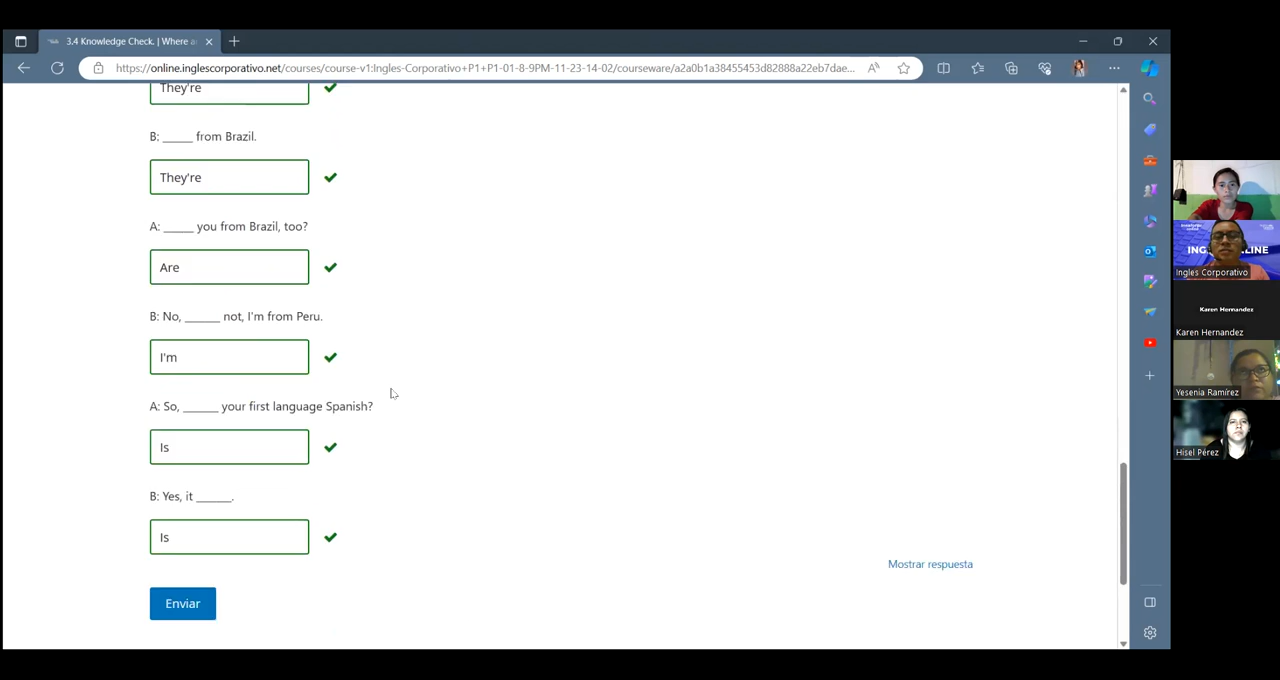 3.4 Knowledge Check. | Where a
https://online.inglescorporativo.net/courses/course-v1:Ingles-Corporativo+P1+P1-01-8-9PM-11-23-14-02/courseware/a2a0b1a38455453d82888a22eb7dae...
They're
B: _____ from Brazil.
They're
A: _____ you from Brazil, too?
Are
B: No, ______ not, I'm from Peru.
I'm
A: So, ______ your first language Spanish?
Is
B: Yes, it ______.
Is
Mostrar respuesta
Enviar
Ingles Corporativo
Karen Hernandez
Karen Hernandez
Yesenia Ramírez
Hisel Pérez